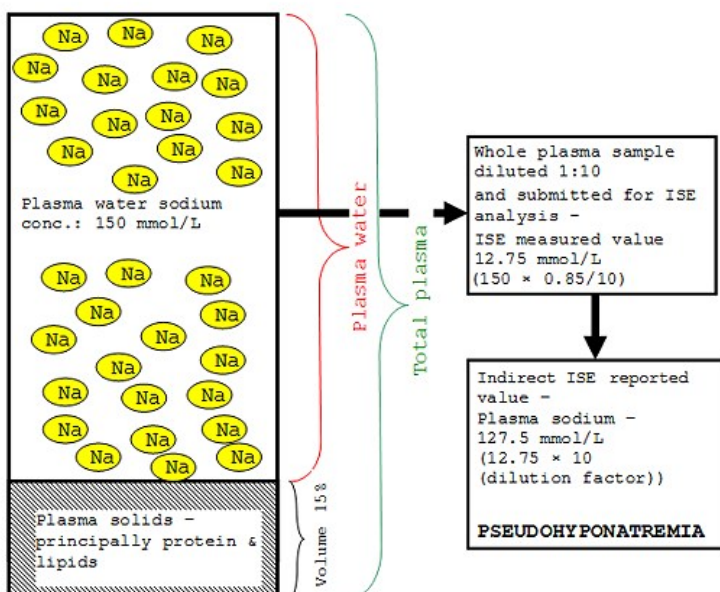 Na Na Na
Na Na Na Na
Na Na Na Na
Na Na
Na Na
Plasma water sodium
conc.: 150 mmol/L
Na Na Na
Na Na
Na Na
Na Na
Na Na Na
Na Na Na
Na Na Na
Plasma solids –
principally protein &
lipids
Volume 15%
Plasma water
Total plasma
Whole plasma sample
diluted 1:10
and submitted for ISE
analysis –
ISE measured value
12.75 mmol/L
(150 × 0.85/10)
Indirect ISE reported
value –
Plasma sodium –
127.5 mmol/L
(12.75 × 10
(dilution factor))
PSEUDOHYPONATREMIA